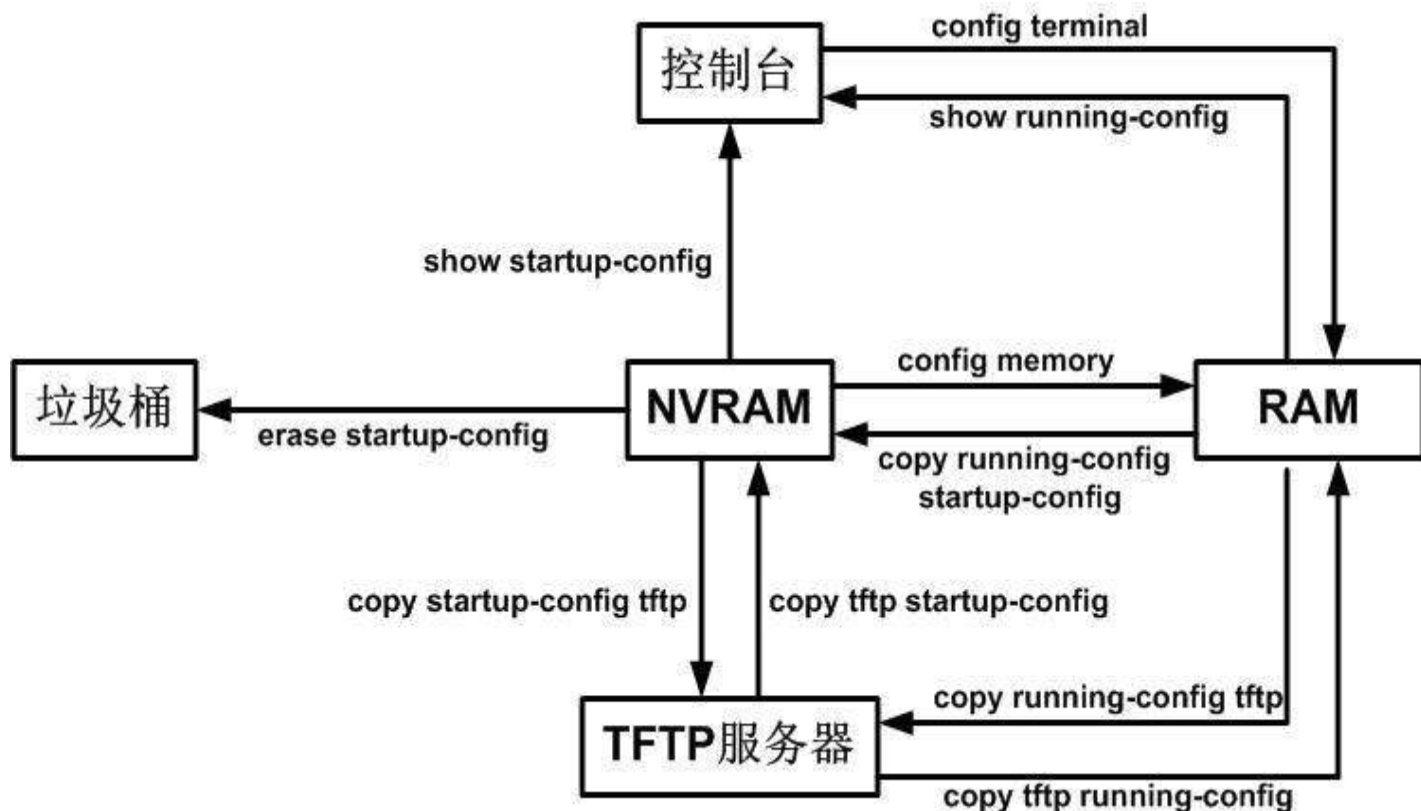 config terminal
控制台
show running-config
show startup-config
config memory
垃圾桶
NVRAM
RAM
erase startup-config
copy running-config
startup-config
copy startup-config tftp
copy tftp startup-config
copy running-config tftp
TFTP服务器
copy tftp running-config